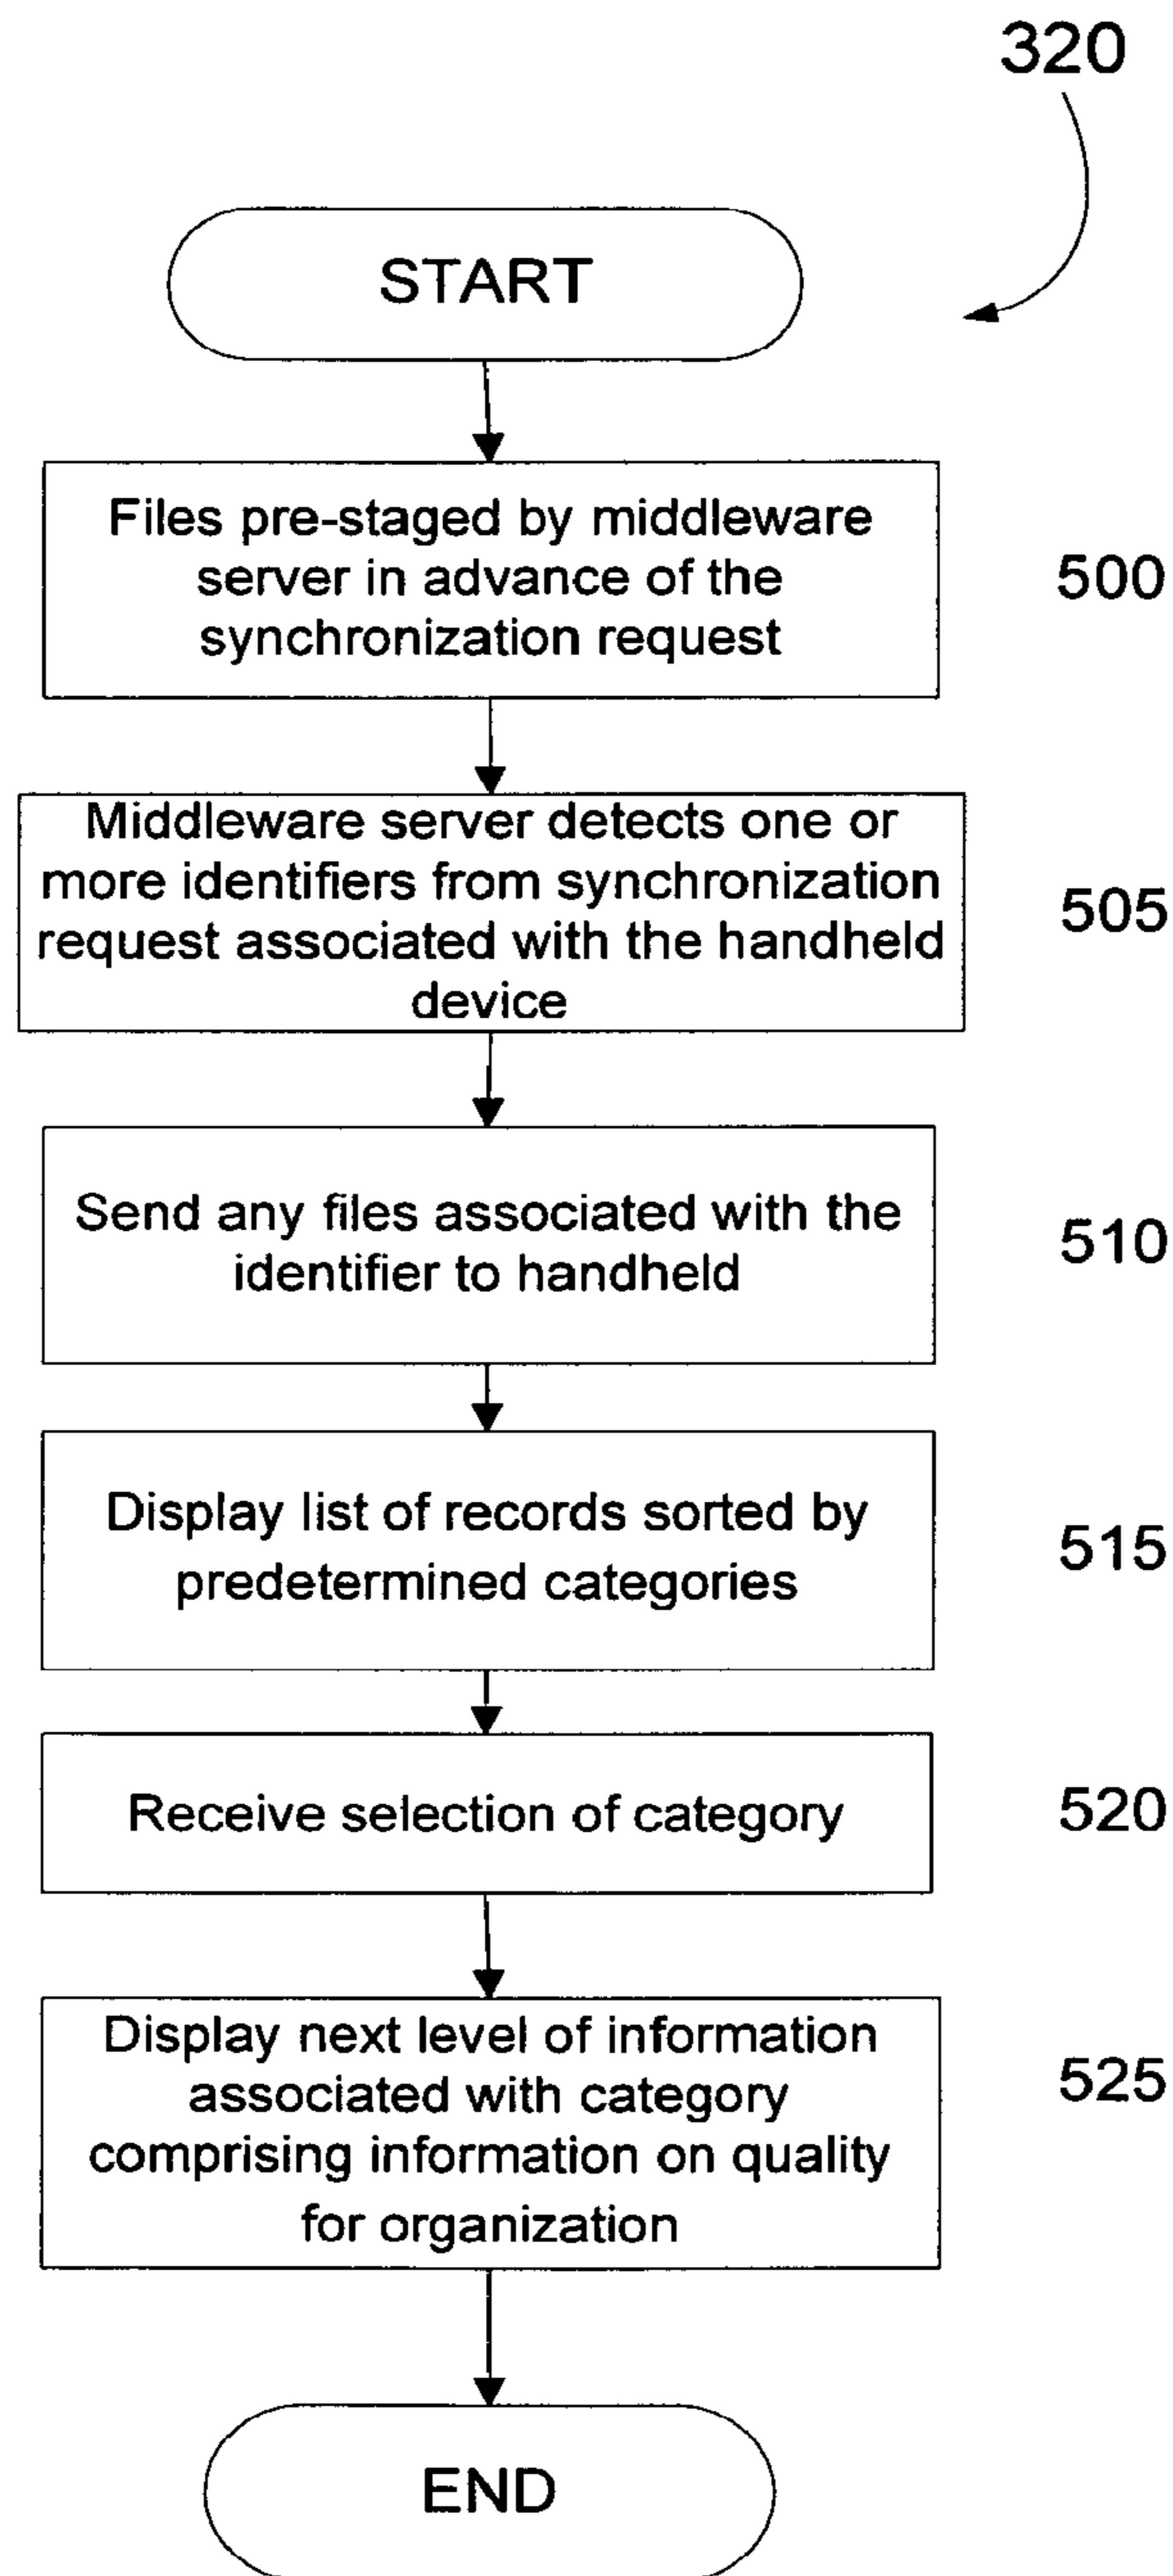 320
START
Files pre-staged by middleware
server in advance of the
synchronization request
500
Middleware server detects one or
more identifiers from synchronization
request associated with the handheld
device
505
Send any files associated with the
identifier to handheld
510
Display list of records sorted by
predetermined categories
515
Receive selection of category
520
Display next level of information
associated with category
comprising information on quality
for organization
525
END